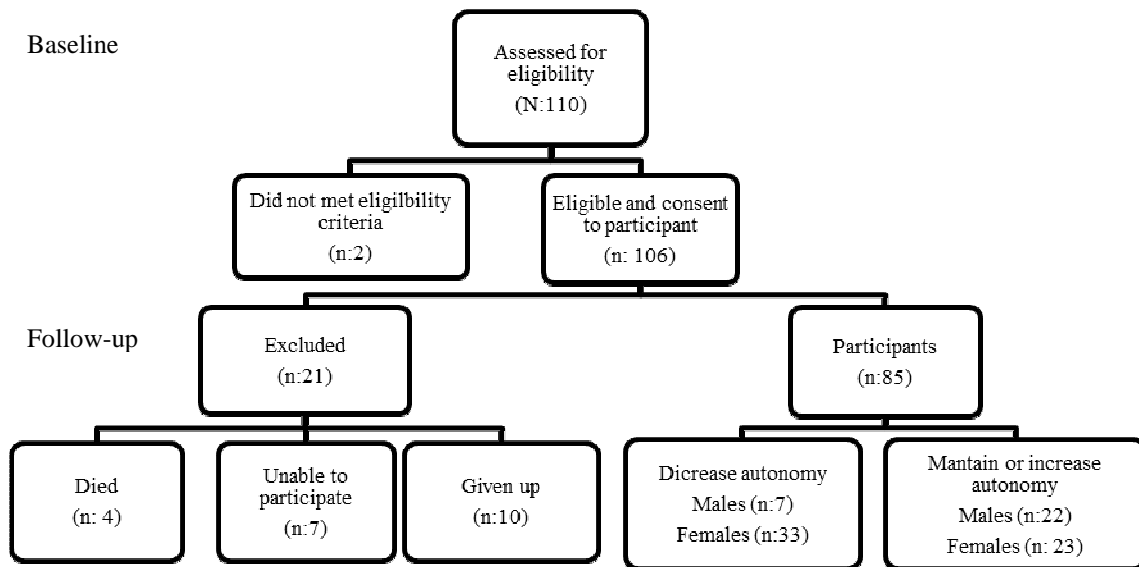 Baseline
Assessed for
eligibility
(N:110)
Did not met eligilbility
criteria
(n:2)
Eligible and consent
to participant
(n: 106)
Follow-up
Excluded
(n:21)
Participants
(n:85)
Died
(n: 4)
Unable to
participate
(n:7)
Given up
(n:10)
Dicrease autonomy
Males (n:7)
Females (n:33)
Mantain or increase
autonomy
Males (n:22)
Females (n: 23)